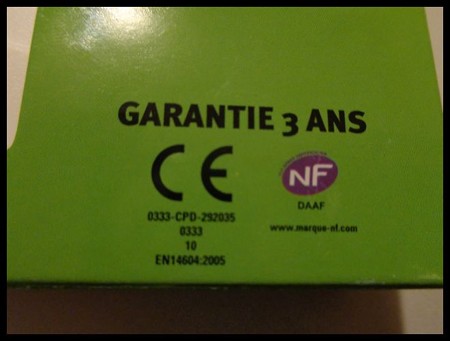 GARANTIE 3 ANS
CE
0333-CPD-292035
0333
10
EN14604:2005
NF
DAAF
www.marque-nf.com